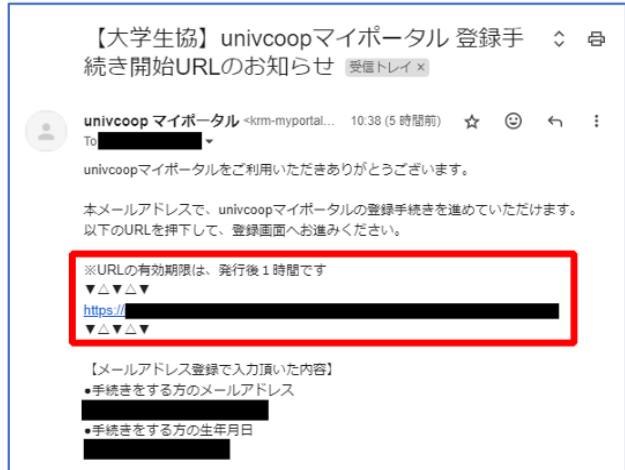 【大学生協】univcoopマイポータル 登録手
続き開始URLのお知らせ 受信トレイ ×
univcoop マイポータル <krm-myportal... 10:38 (5 時間前)
To
univcoopマイポータルをご利用いただきありがとうございます。
本メールアドレスで、univcoopマイポータルの登録手続きを進めていただけます。
以下のURLを押下して、登録画面へお進みください。
※URLの有効期限は、発行後１時間です
▼△▼△▼
https://
▼△▼△▼
【メールアドレス登録で入力頂いた内容】
●手続きをする方のメールアドレス
●手続きをする方の生年月日